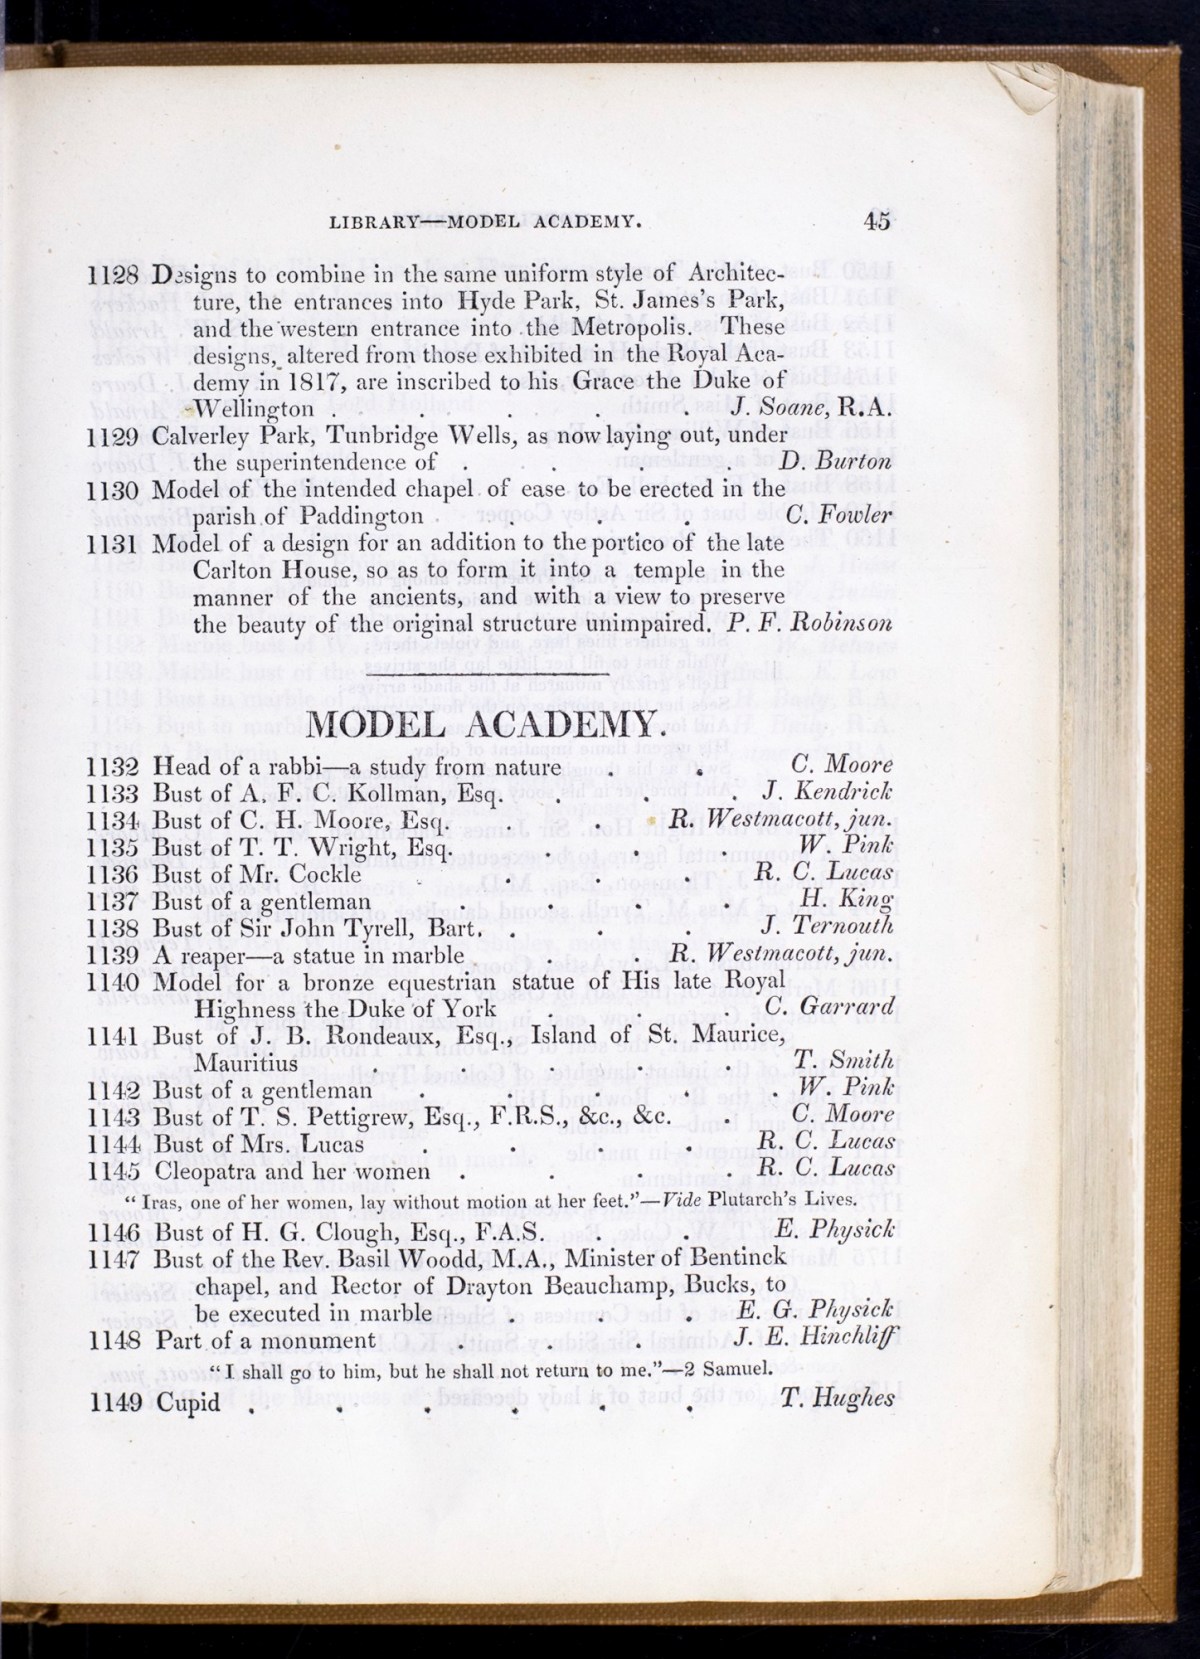 LIBRARY—MODEL ACADEMY. 45
1128 Designs to combine in the same uniform style of Architec-
ture, the entrances into Hyde Park, St. James's Park,
and the western entrance into the Metropolis. These
designs, altered from those exhibited in the Royal Aca-
demy in 1817, are inscribed to his Grace the Duke of
Wellington . . . . J. Soane, R.A.
1129 Calverley Park, Tunbridge Wells, as now laying out, under
the superintendence of . . . . D. Burton
1130 Model of the intended chapel of ease to be erected in the
parish of Paddington . . . C. Fowler
1131 Model of a design for an addition to the portico of the late
Carlton House, so as to form it into a temple in the
manner of the ancients, and with a view to preserve
the beauty of the original structure unimpaired. P. F. Robinson
MODEL ACADEMY.
1132 Head of a rabbi—a study from nature . . C. Moore
1133 Bust of A. F. C. Kollman, Esq. . . . J. Kendrick
1134 Bust of C. H. Moore, Esq. . . . R. Westmacott, jun.
1135 Bust of T. T. Wright, Esq. . . . W. Pink
1136 Bust of Mr. Cockle . . . . R. C. Lucas
1137 Bust of a gentleman . . . . H. King
1138 Bust of Sir John Tyrell, Bart. . . . J. Ternouth
1139 A reaper—a statue in marble . . . R. Westmacott, jun.
1140 Model for a bronze equestrian statue of His late Royal
Highness the Duke of York . . C. Garrard
1141 Bust of J. B. Rondeaux, Esq., Island of St. Maurice,
Mauritius . . . . . T. Smith
1142 Bust of a gentleman . . . . . W. Pink
1143 Bust of T. S. Pettigrew, Esq., F.R.S., &c., &c. . C. Moore
1144 Bust of Mrs. Lucas . . . . R. C. Lucas
1145 Cleopatra and her women . . . . R. C. Lucas
“Iras, one of her women, lay without motion at her feet.”—Vide Plutarch's Lives.
1146 Bust of H. G. Clough, Esq., F.A.S. . . E. Physick
1147 Bust of the Rev. Basil Woodd, M.A., Minister of Bentinck
chapel, and Rector of Drayton Beauchamp, Bucks, to
be executed in marble . . . E. G. Physick
1148 Part of a monument . . . J. E. Hinchliff
“I shall go to him, but he shall not return to me.”—2 Samuel.
1149 Cupid . . . . . . T. Hughes